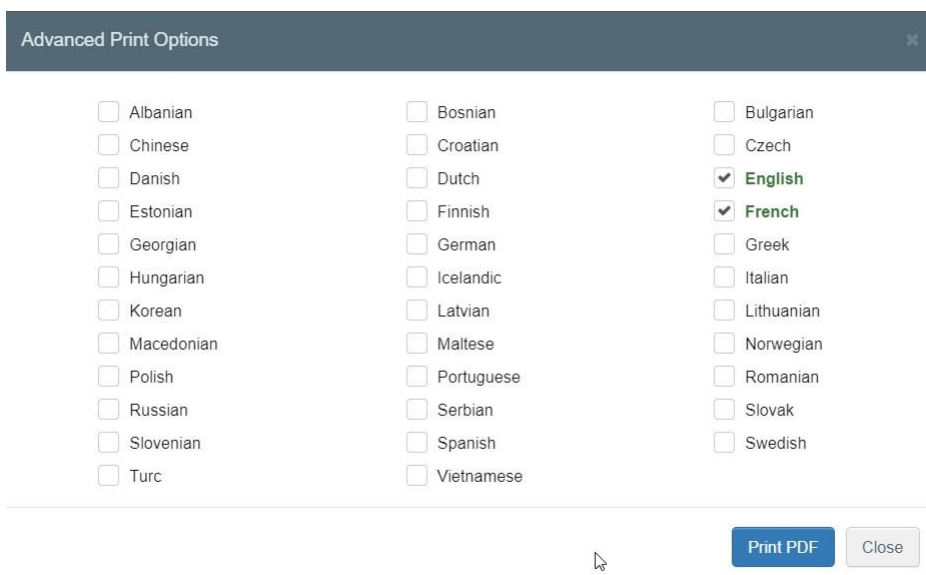 Advanced Print Options ×
Albanian Bosnian Bulgarian
Chinese Croatian Czech
Danish Dutch English
Estonian Finnish French
Georgian German Greek
Hungarian Icelandic Italian
Korean Latvian Lithuanian
Macedonian Maltese Norwegian
Polish Portuguese Romanian
Russian Serbian Slovak
Slovenian Spanish Swedish
Turc Vietnamese
Print PDF Close